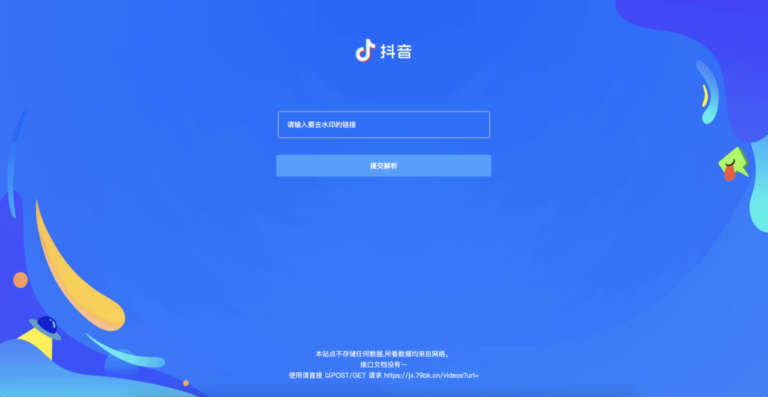 抖音
请输入要去水印的链接
提交解析
本站点不存储任何数据,所看数据均来自网络。
接口文档没有~
使用请直接 以POST/GET 请求 https://jx.79bk.cn/videos?url=